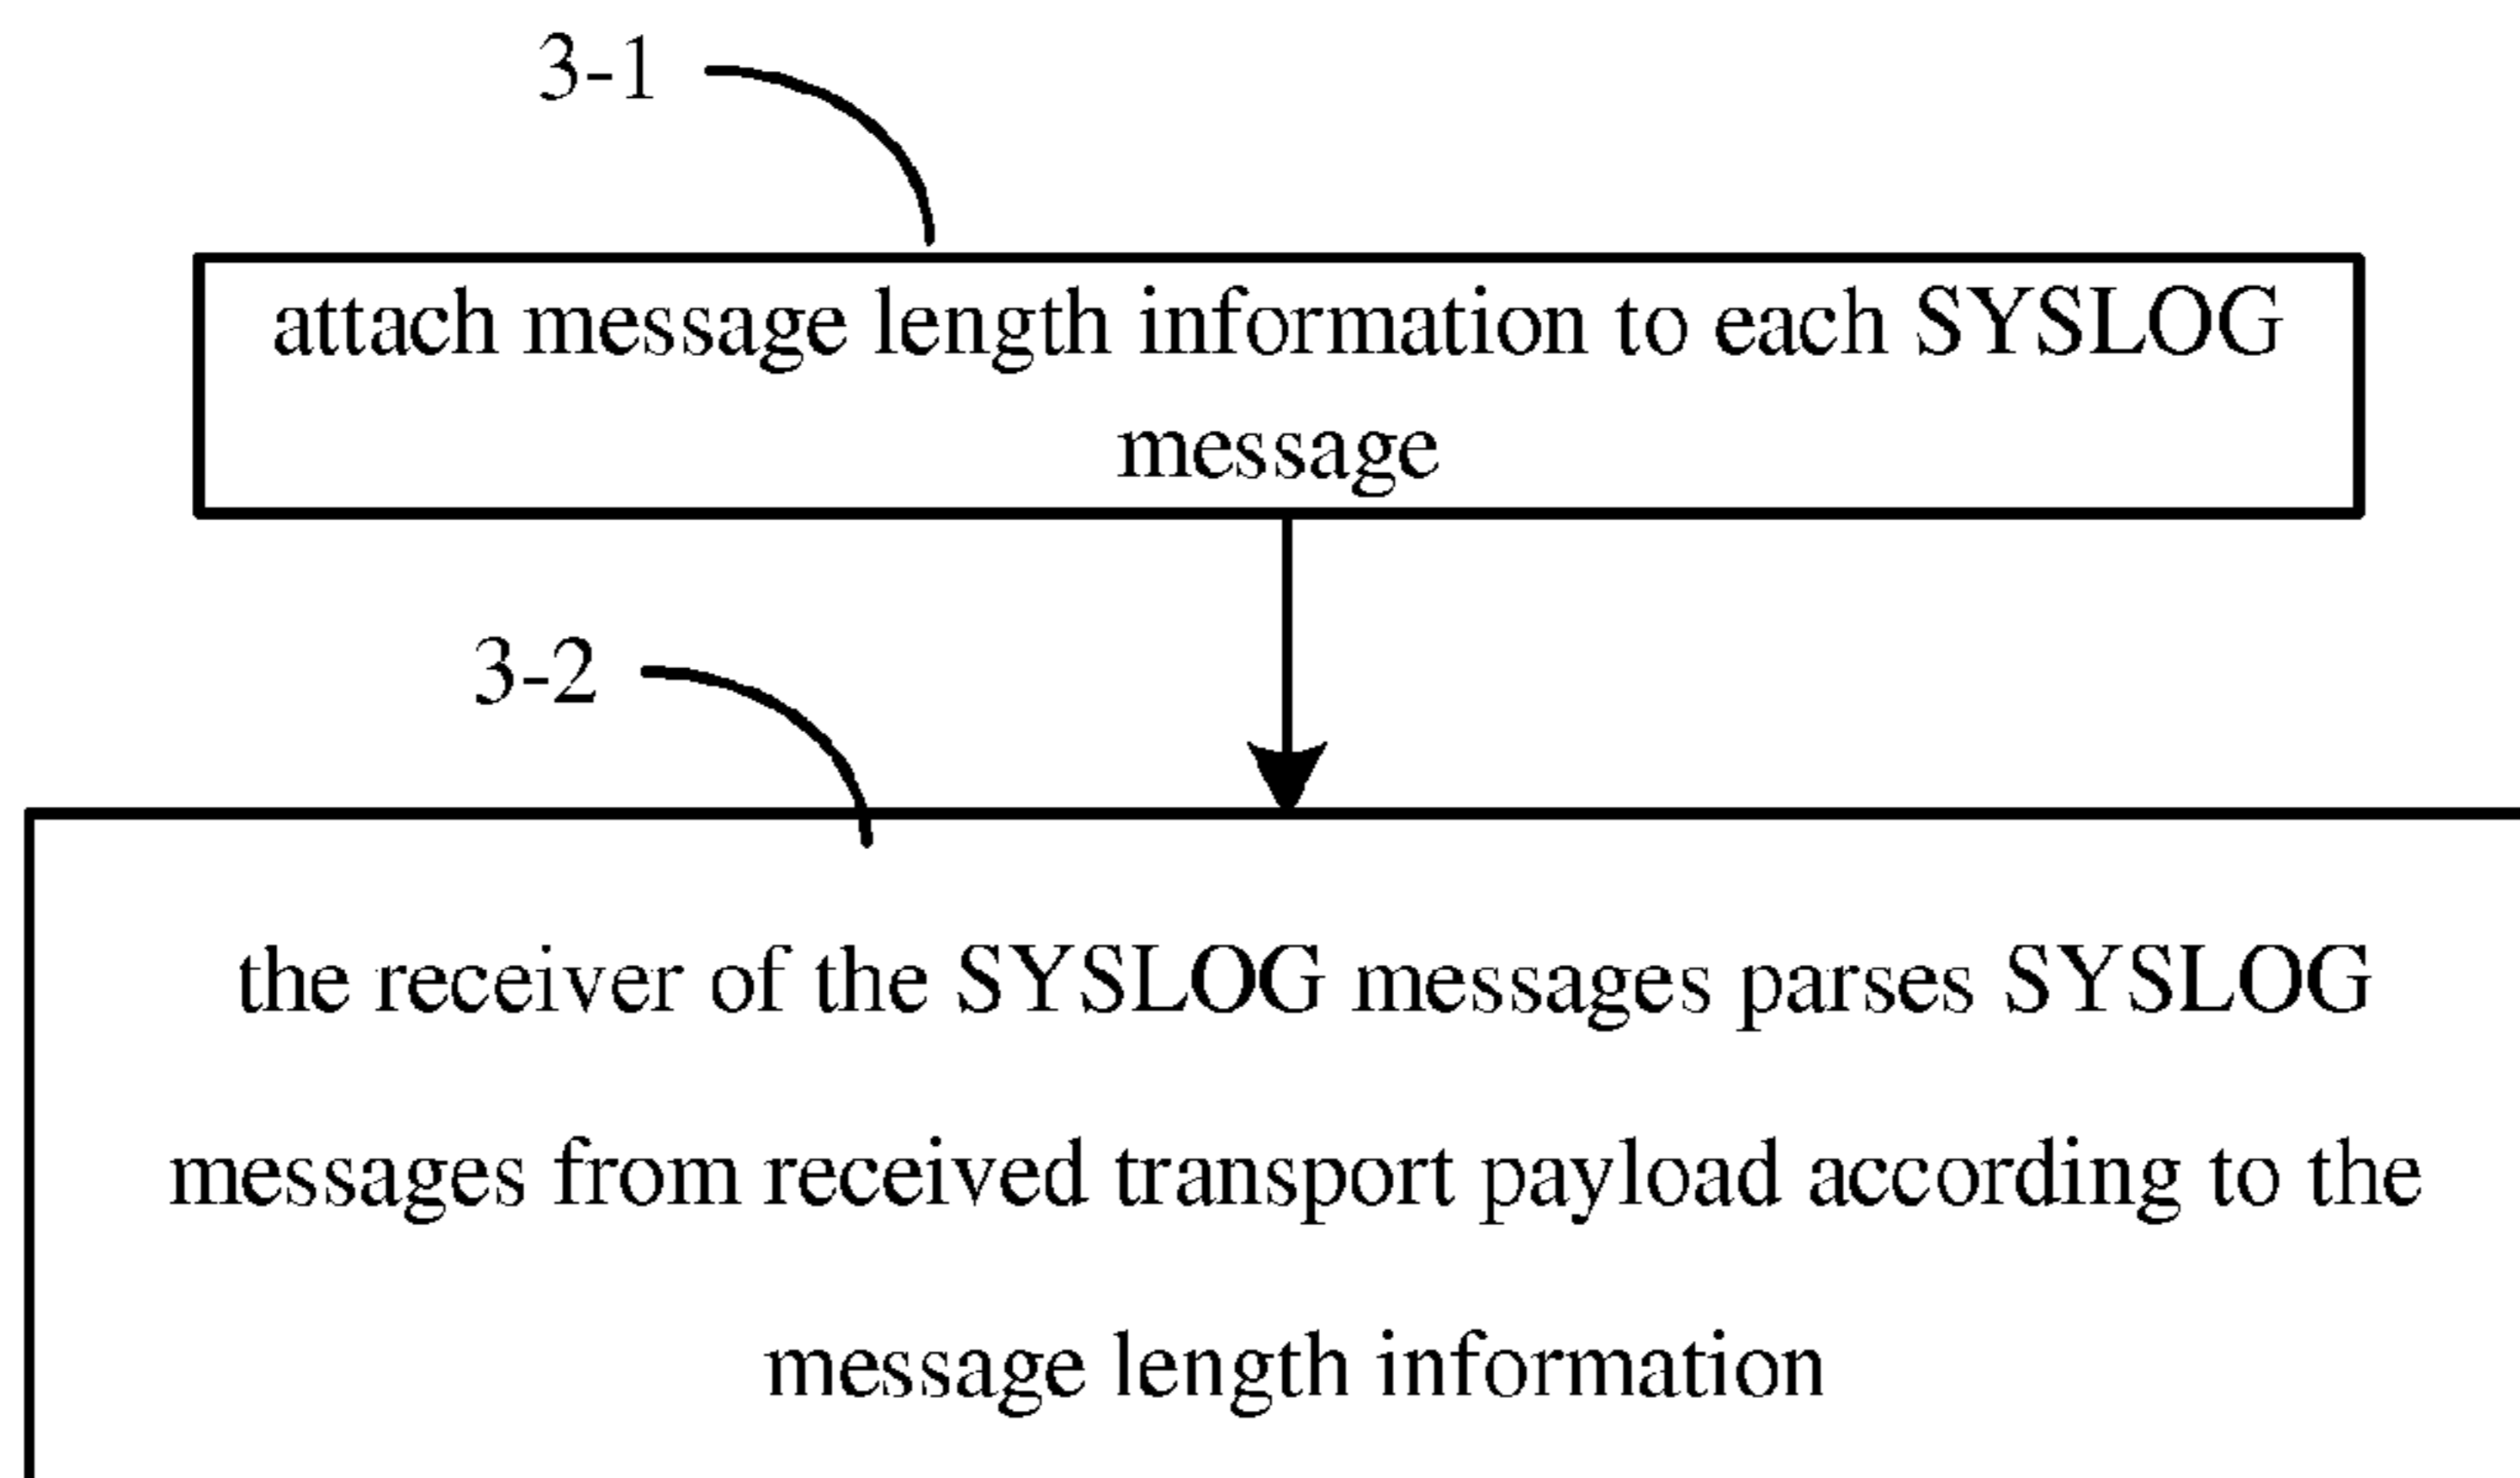 3-1
attach message length information to each SYSLOG
message
3-2
the receiver of the SYSLOG messages parses SYSLOG
messages from received transport payload according to the
message length information